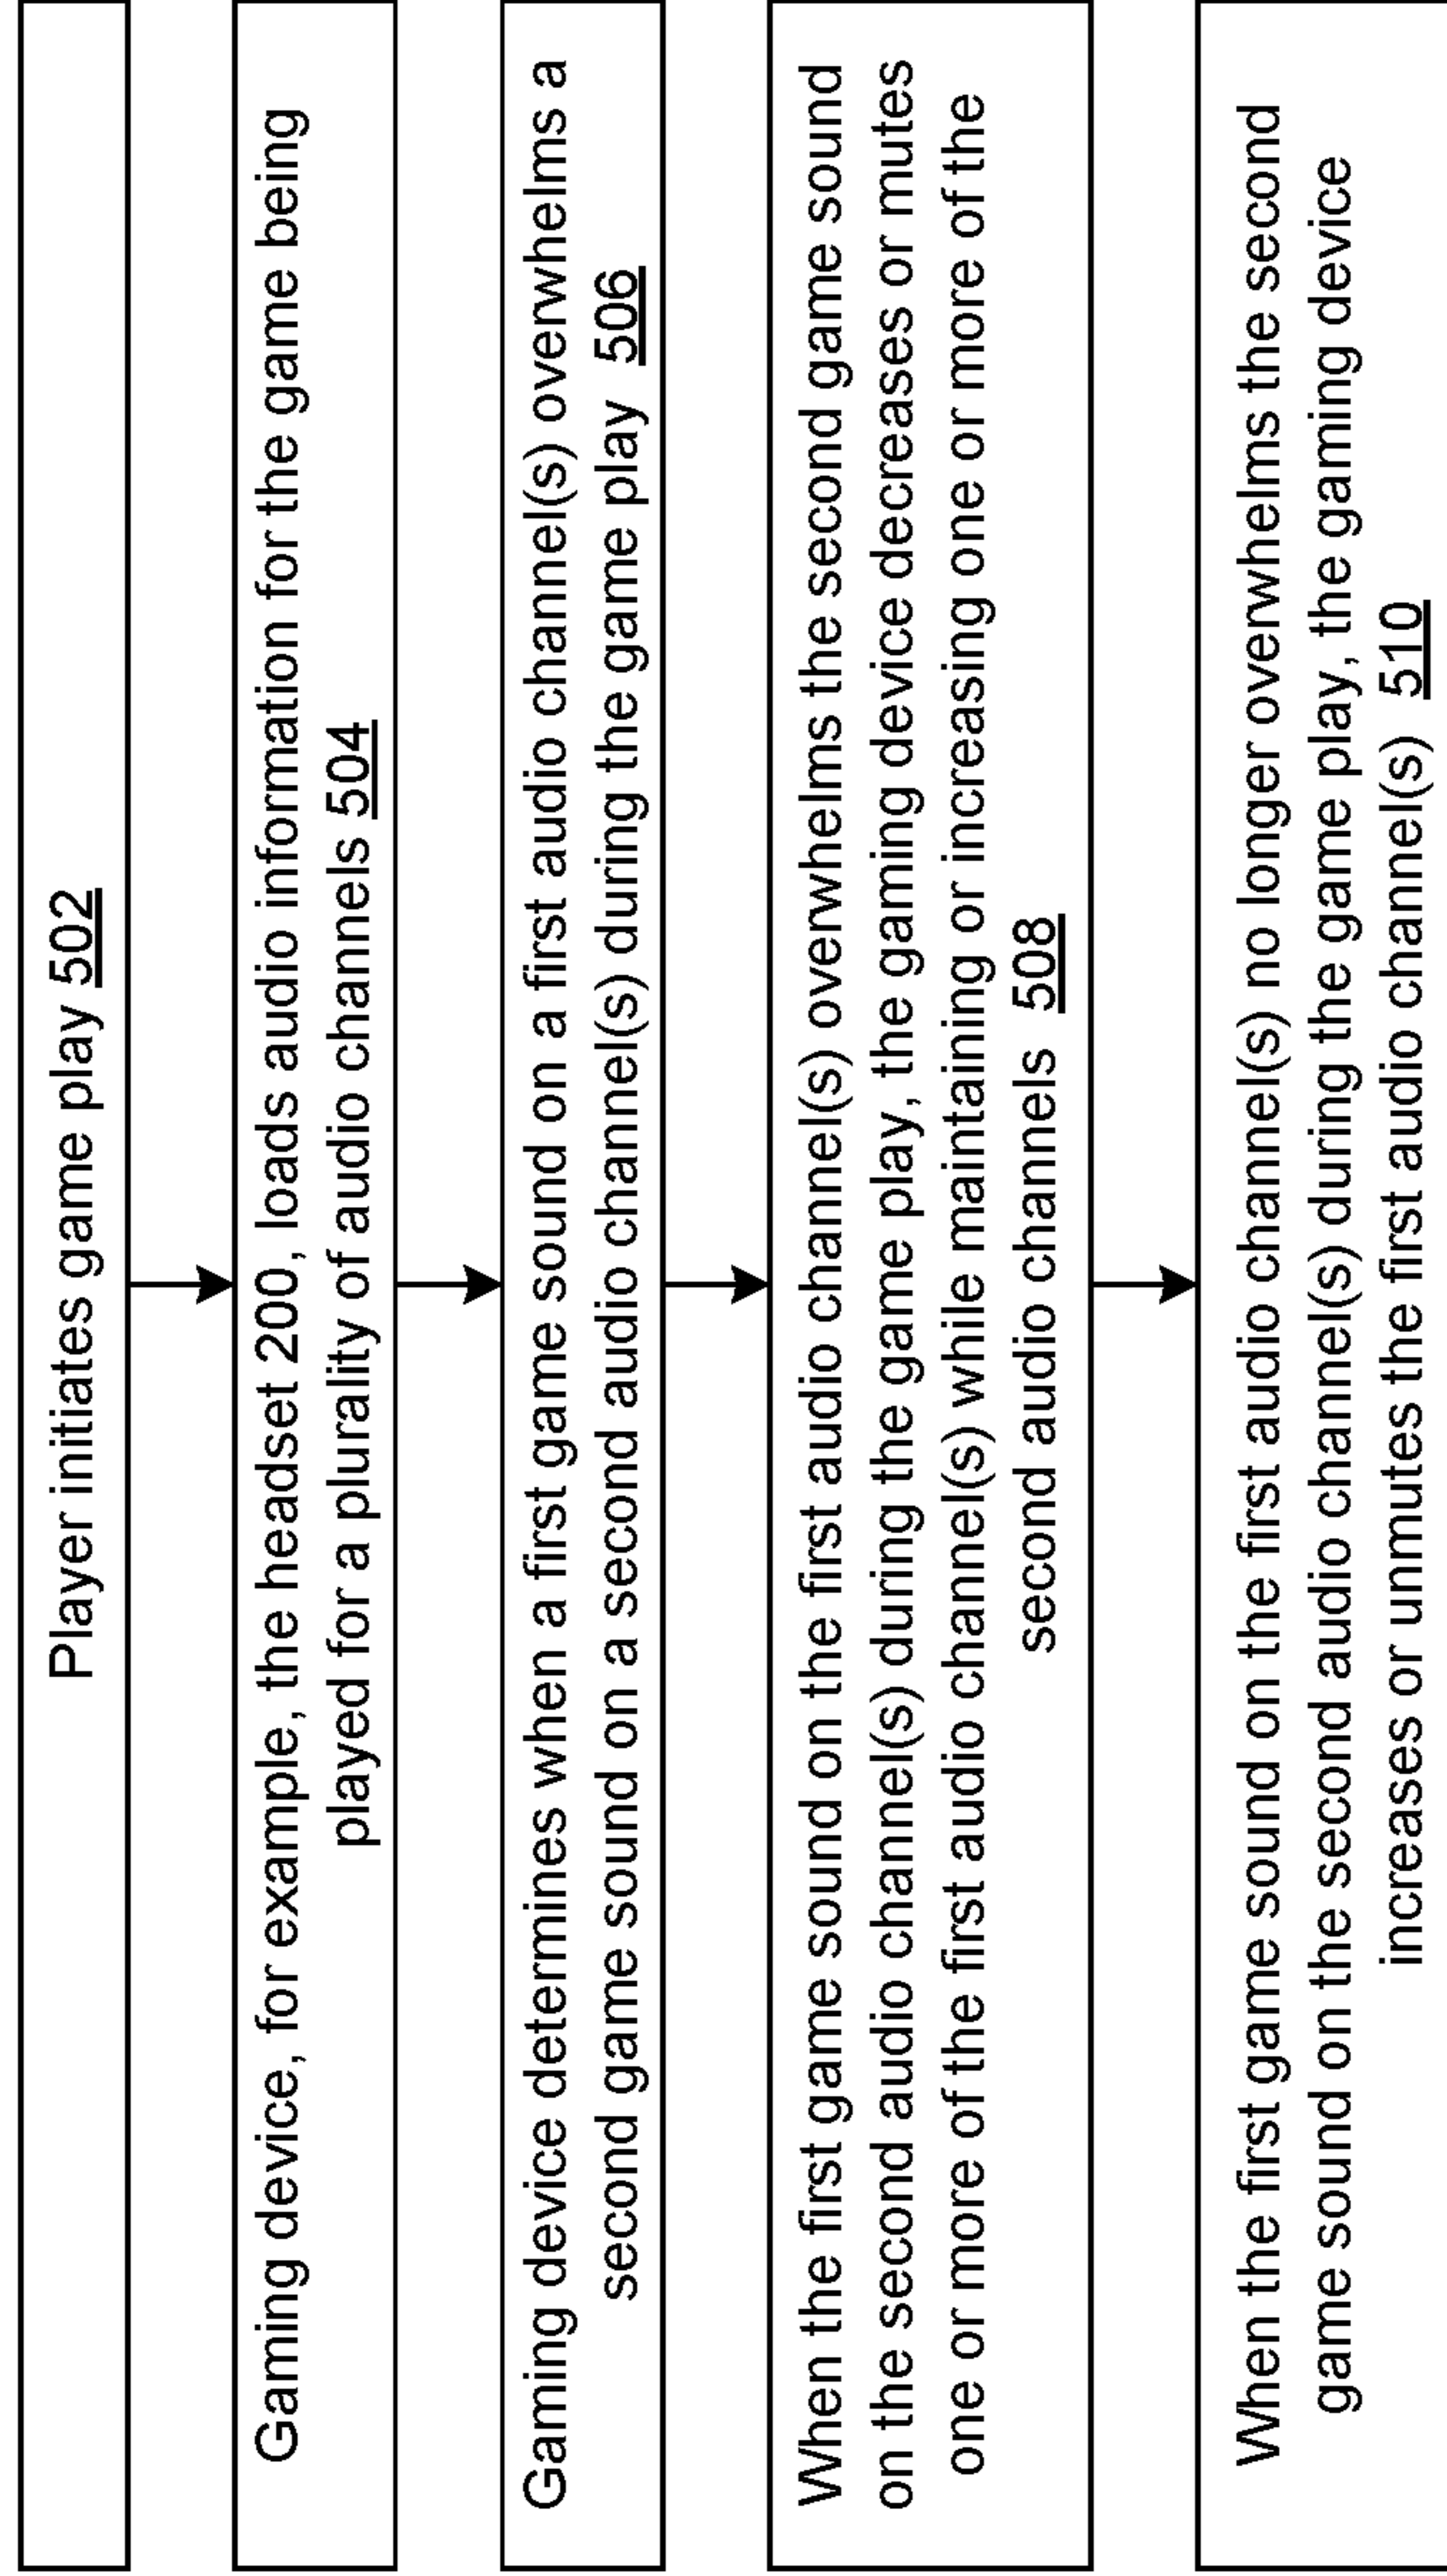 Player initiates game play 502
Gaming device, for example, the headset 200, loads audio information for the game being
played for a plurality of audio channels 504
Gaming device determines when a first game sound on a first audio channel(s) overwhelms a
second game sound on a second audio channel(s) during the game play 506
When the first game sound on the first audio channel(s) overwhelms the second game sound
on the second audio channel(s) during the game play, the gaming device decreases or mutes
one or more of the first audio channel(s) while maintaining or increasing one or more of the
second audio channels 508
When the first game sound on the first audio channel(s) no longer overwhelms the second
game sound on the second audio channel(s) during the game play, the gaming device
increases or unmutes the first audio channel(s) 510